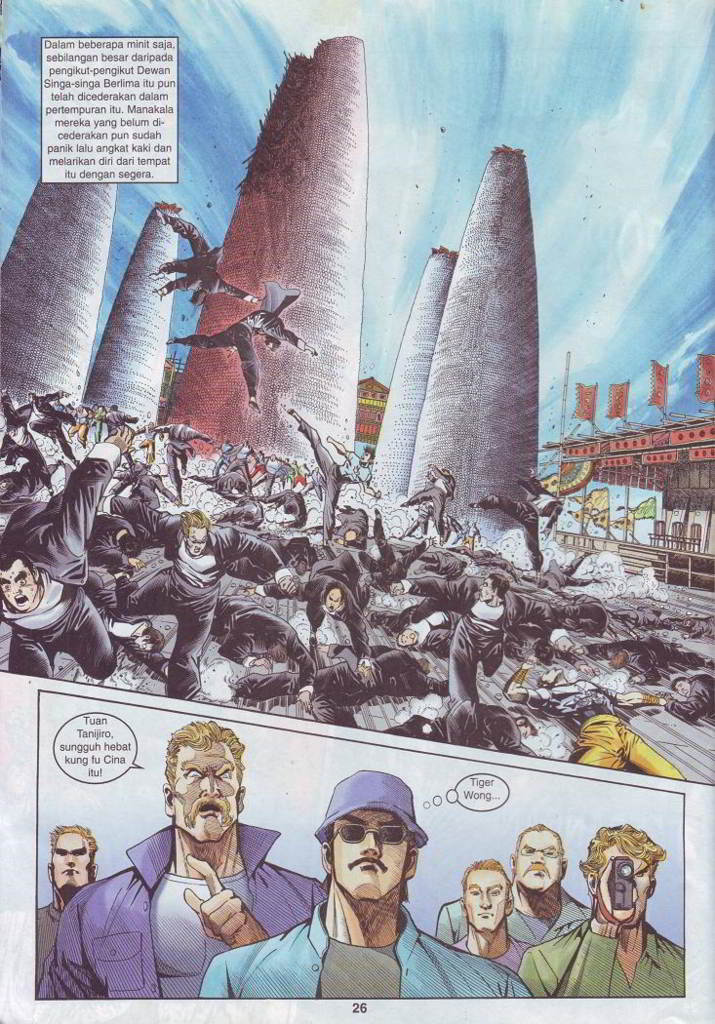 Dalam beberapa minit saja,
sebilangan besar daripada
pengikut-pengikut Dewan
Singa-singa Berlima itu pun
telah dicederakan dalam
pertempuran itu. Manakala
mereka yang belum di-
cederakan pun sudah
panik lalu angkat kaki dan
melarikan diri dari tempat
itu dengan segera.
Tuan
Tanijiro,
sungguh hebat
kung fu Cina
itu!
Tiger
Wong...
26